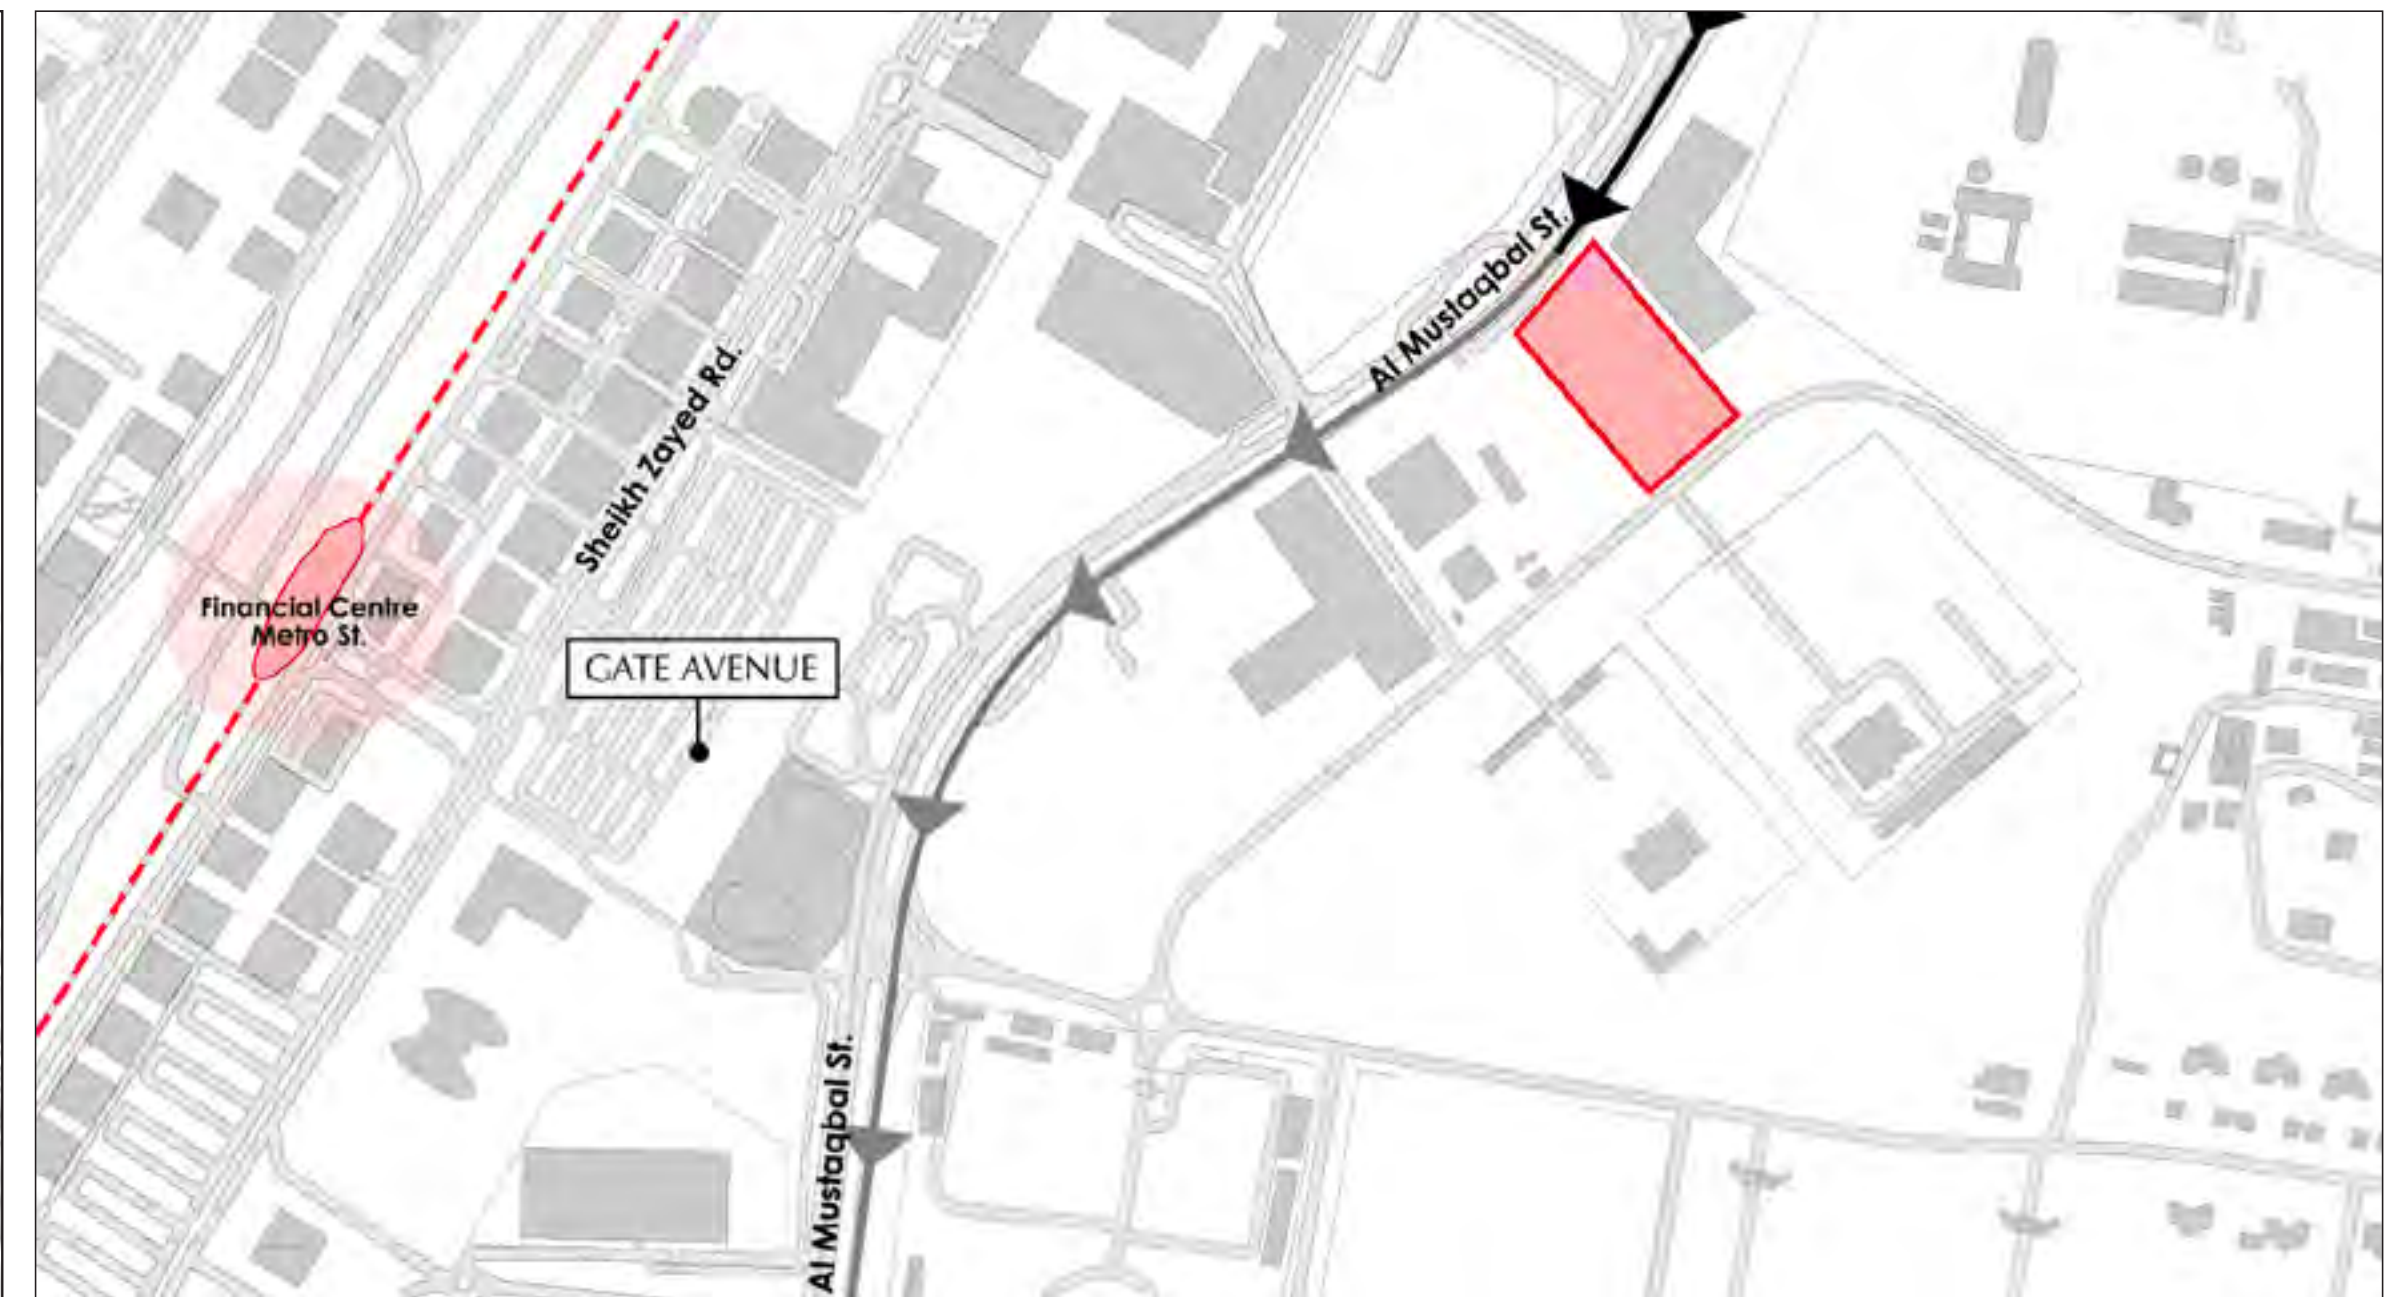 Al Mustaqbal St.
Sheikh Zayed Rd.
Financial Centre
Metro St.
GATE AVENUE
Al Mustaqbal St.